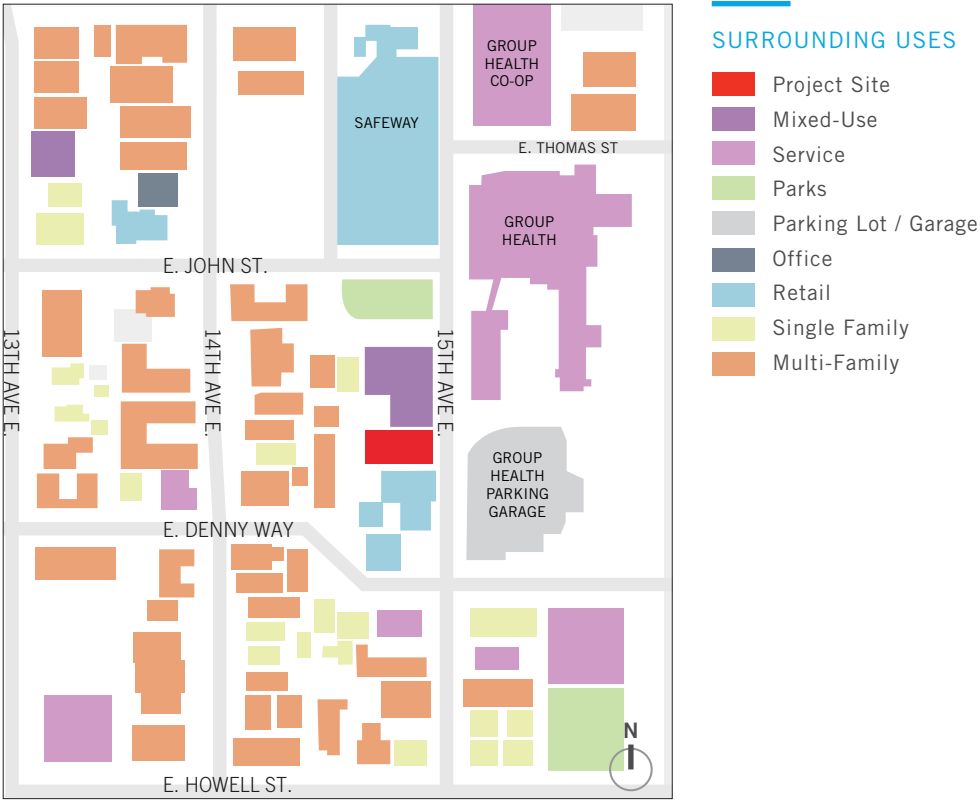 GROUP
HEALTH
CO-OP
SAFEWAY
E. THOMAS ST
GROUP
HEALTH
E. JOHN ST.
13TH AVE E.
14TH AVE E.
15TH AVE E.
GROUP
HEALTH
PARKING
GARAGE
E. DENNY WAY
N
E. HOWELL ST.
SURROUNDING USES
Project Site
Mixed-Use
Service
Parks
Parking Lot / Garage
Office
Retail
Single Family
Multi-Family